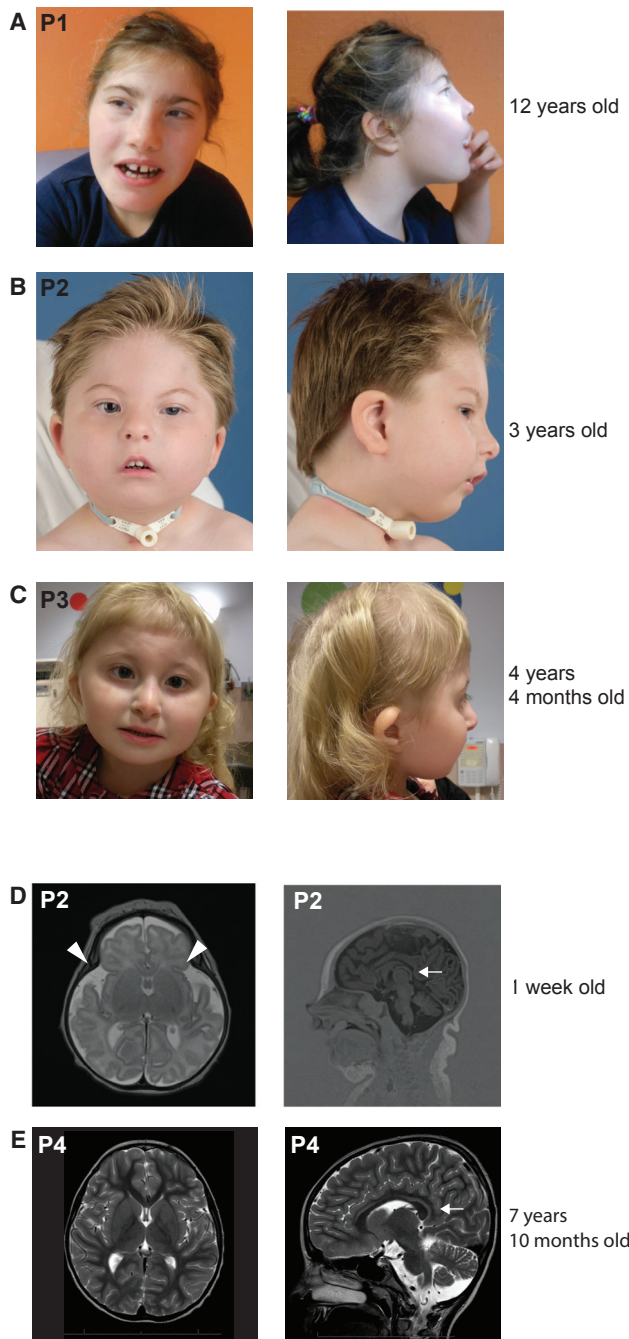 A P1
12 years old
B P2
3 years old
C P3
4 years
4 months old
D P2
P2
1 week old
E P4
P4
7 years
10 months old